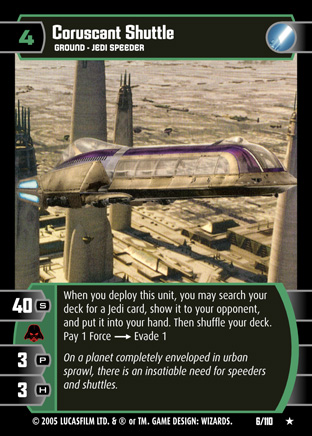 4
Coruscant Shuttle
GROUND - JEDI SPEEDER
40 S
3 P
3 H
When you deploy this unit, you may search your
deck for a Jedi card, show it to your opponent,
and put it into your hand. Then shuffle your deck.
Pay 1 Force → Evade 1
On a planet completely enveloped in urban
sprawl, there is an insatiable need for speeders
and shuttles.
© 2005 LUCASFILM LTD. & ® or TM. GAME DESIGN: WIZARDS. 6/110 ★